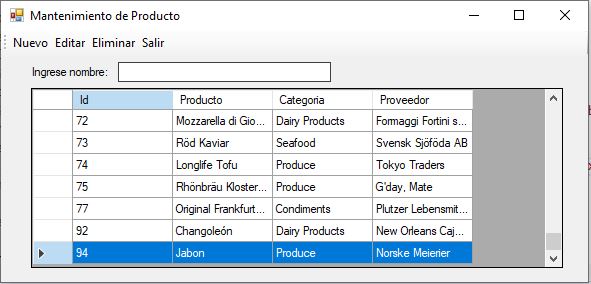 Mantenimiento de Producto
Nuevo Editar Eliminar Salir
Ingrese nombre:
Id Producto Categoria Proveedor
72 Mozzarella di Gio... Dairy Products Formaggi Fortini s...
73 Röd Kaviar Seafood Svensk Sjöföda AB
74 Longlife Tofu Produce Tokyo Traders
75 Rhönbräu Kloster... Produce G'day, Mate
77 Original Frankfurt... Condiments Plutzer Lebensmit...
92 Changoleón Dairy Products New Orleans Caj...
94 Jabon Produce Norske Meierier